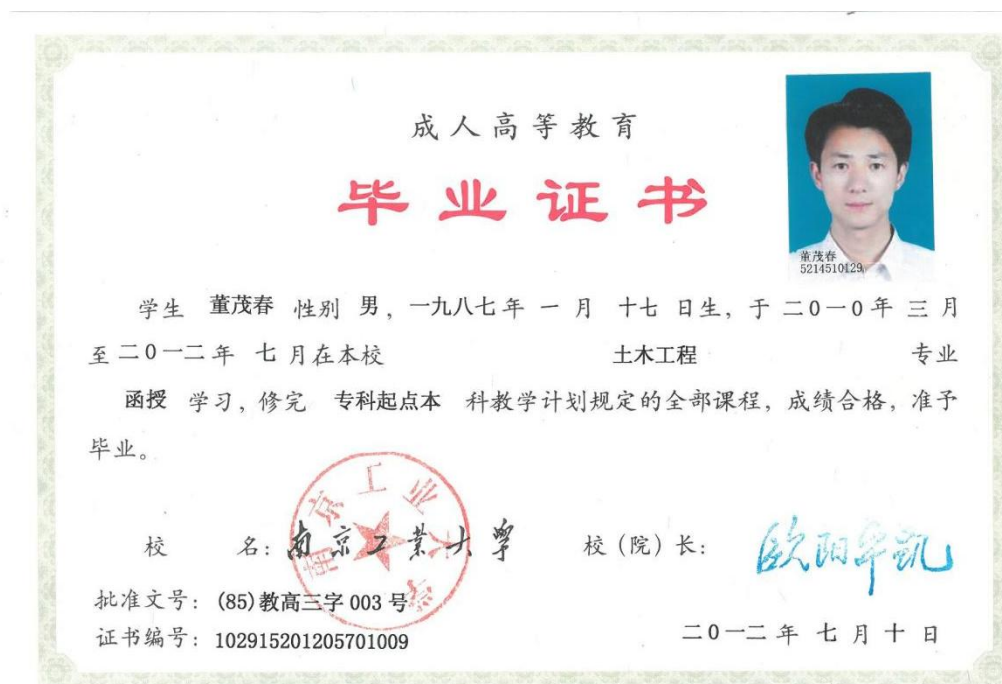 成人高等教育
毕业证书
董茂春
5214510129
学生 董茂春 性别 男，一九八七年 一 月 十七 日生，于 二0一0年 三 月
至二0一二年 七 月在本校 土木工程 专业
函授 学习，修完 专科起点本 科教学计划规定的全部课程，成绩合格，准予
毕业。
校 名：南京工业大学 校（院）长：欧阳平凯
批准文号：(85)教高三字 003 号
证书编号：102915201205701009
二0一二 年 七 月 十 日